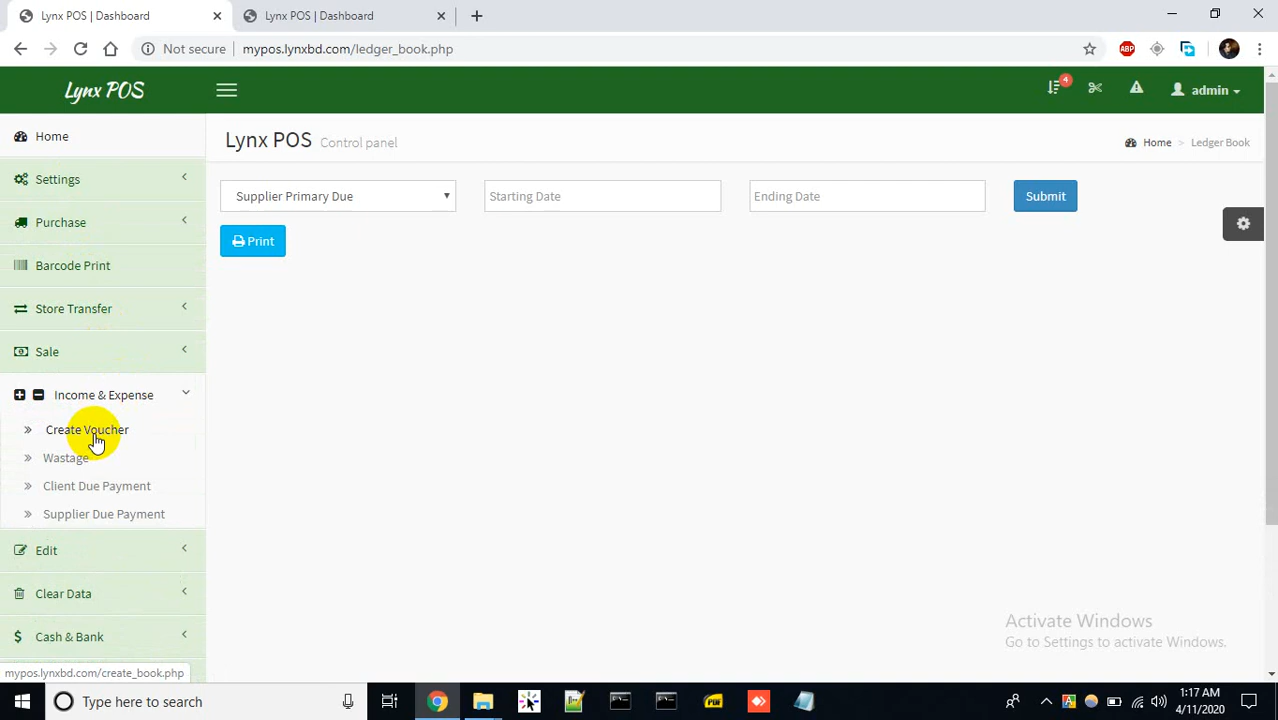 Lynx POS | Dashboard
Lynx POS | Dashboard
Not secure
mypos.lynxbd.com/ledger_book.php
ABP
Lynx POS
4
admin
Home
Lynx POS Control panel
Home > Ledger Book
Settings
Supplier Primary Due
Starting Date
Ending Date
Submit
Purchase
Print
Barcode Print
Store Transfer
Sale
Income & Expense
Create Voucher
Wastage
Client Due Payment
Supplier Due Payment
Edit
Clear Data
Cash & Bank
Activate Windows
Go to Settings to activate Windows.
mypos.lynxbd.com/create_book.php
Type here to search
PDF
1:17 AM
4/11/2020